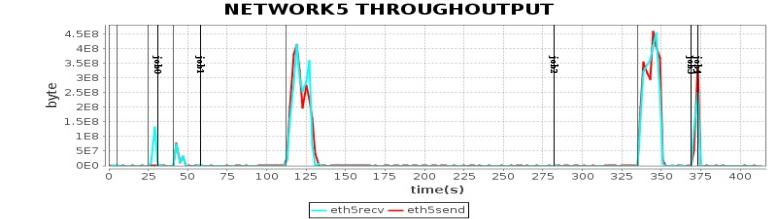 NETWORK5 THROUGHOUTPUT
byte
4.5E8
4E8
3.5E8
3E8
2.5E8
2E8
1.5E8
1E8
5E7
0E0
job0
job1
job2
job3
job4
0 25 50 75 100 125 150 175 200 225 250 275 300 325 350 375 400
time(s)
eth5recv eth5send